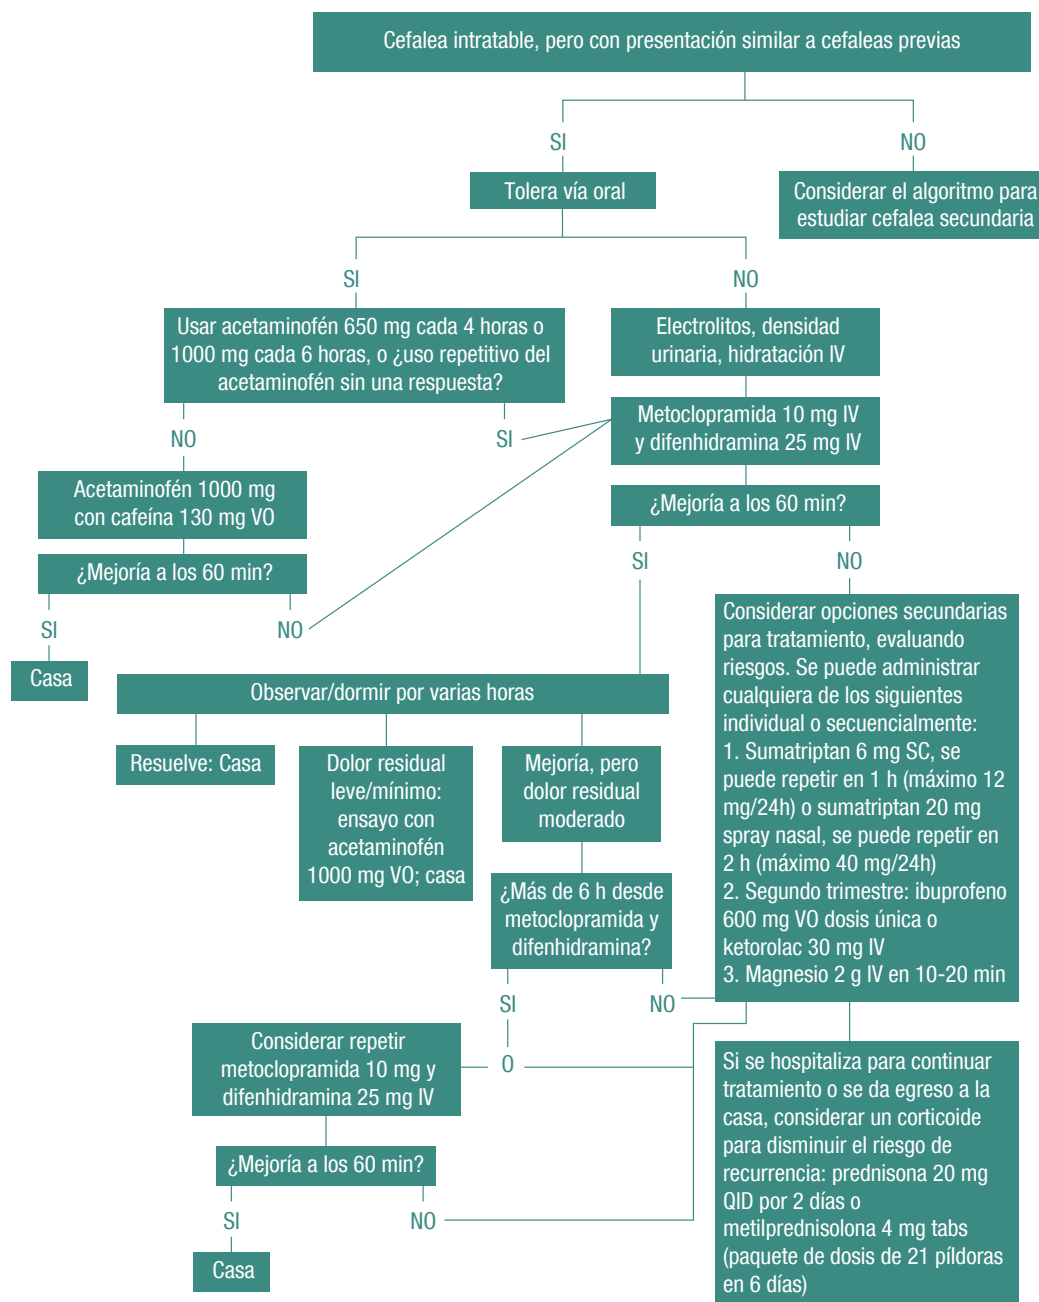 Cefalea intratable, pero con presentación similar a cefaleas previas
SI
NO
Tolera vía oral
Considerar el algoritmo para
estudiar cefalea secundaria
SI
NO
Usar acetaminofén 650 mg cada 4 horas o
1000 mg cada 6 horas, o ¿uso repetitivo del
acetaminofén sin una respuesta?
Electrolitos, densidad
urinaria, hidratación IV
NO
SI
Metoclopramida 10 mg IV
y difenhidramina 25 mg IV
Acetaminofén 1000 mg
con cafeína 130 mg VO
¿Mejoría a los 60 min?
¿Mejoría a los 60 min?
SI
NO
SI
NO
Casa
Considerar opciones secundarias
para tratamiento, evaluando
riesgos. Se puede administrar
cualquiera de los siguientes
individual o secuencialmente:
1. Sumatriptan 6 mg SC, se
puede repetir en 1 h (máximo 12
mg/24h) o sumatriptan 20 mg
spray nasal, se puede repetir en
2 h (máximo 40 mg/24h)
2. Segundo trimestre: ibuprofeno
600 mg VO dosis única o
ketorolac 30 mg IV
3. Magnesio 2 g IV en 10-20 min
Observar/dormir por varias horas
Resuelve: Casa
Dolor residual
leve/mínimo:
ensayo con
acetaminofén
1000 mg VO; casa
Mejoría, pero
dolor residual
moderado
¿Más de 6 h desde
metoclopramida y
difenhidramina?
SI
NO
O
Considerar repetir
metoclopramida 10 mg y
difenhidramina 25 mg IV
¿Mejoría a los 60 min?
SI
NO
Casa
Si se hospitaliza para continuar
tratamiento o se da egreso a la
casa, considerar un corticoide
para disminuir el riesgo de
recurrencia: prednisona 20 mg
QID por 2 días o
metilprednisolona 4 mg tabs
(paquete de dosis de 21 píldoras
en 6 días)